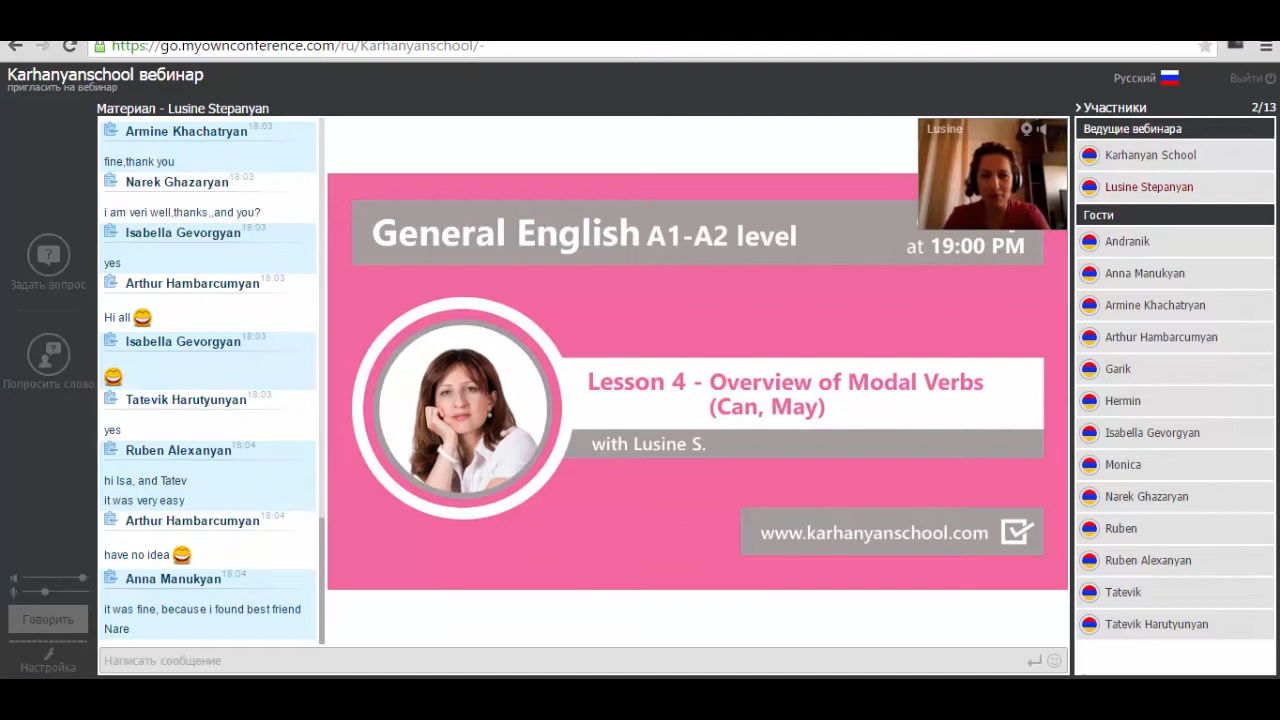 https://go.myownconference.com/ru/Karhanyanschool/-
Karhanyanschool вебинар
пригласить на вебинар
Русский
Выйти
Материал - Lusine Stepanyan
Armine Khachatryan 18:03
fine,thank you
Narek Ghazaryan 18:03
i am veri well,thanks,,and you?
Isabella Gevorgyan 18:03
yes
Arthur Hambarcumyan 18:03
Hi all
Isabella Gevorgyan 18:03
Tatevik Harutyunyan 18:03
yes
Ruben Alexanyan 18:04
hi Isa, and Tatev
it was very easy
Arthur Hambarcumyan 18:04
have no idea
Anna Manukyan 18:04
it was fine, because i found best friend
Nare
Написать сообщение
Задать вопрос
Попросить слово
Говорить
Настройка
Lusine
General English A1-A2 level
at 19:00 PM
Lesson 4 - Overview of Modal Verbs
(Can, May)
with Lusine S.
www.karhanyanschool.com
Участники 2/13
Ведущие вебинара
Karhanyan School
Lusine Stepanyan
Гости
Andranik
Anna Manukyan
Armine Khachatryan
Arthur Hambarcumyan
Garik
Hermin
Isabella Gevorgyan
Monica
Narek Ghazaryan
Ruben
Ruben Alexanyan
Tatevik
Tatevik Harutyunyan